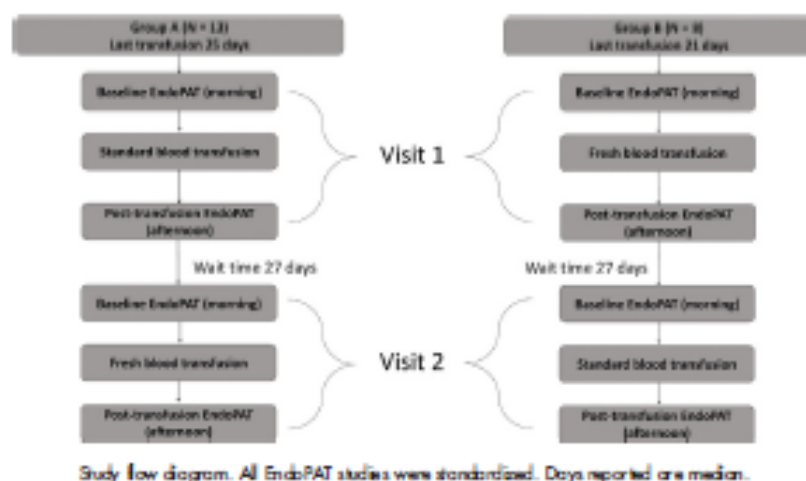 Group A (N = 13)
Last transfusion 25 days
Baseline EndoPAT (morning)
Standard blood transfusion
Post-transfusion EndoPAT
(afternoon)
Wait time 27 days
Baseline EndoPAT (morning)
Fresh blood transfusion
Post-transfusion EndoPAT
(afternoon)
Visit 1
Visit 2
Group B (N =
Last transfusion 21 days
Baseline EndoPAT (morning)
Fresh blood transfusion
Post-transfusion EndoPAT
(afternoon)
Wait time 27 days
Baseline EndoPAT (morning)
Standard blood transfusion
Post-transfusion EndoPAT
(afternoon)
Study flow diagram. All EndoPAT studies were standardized. Days reported are median.